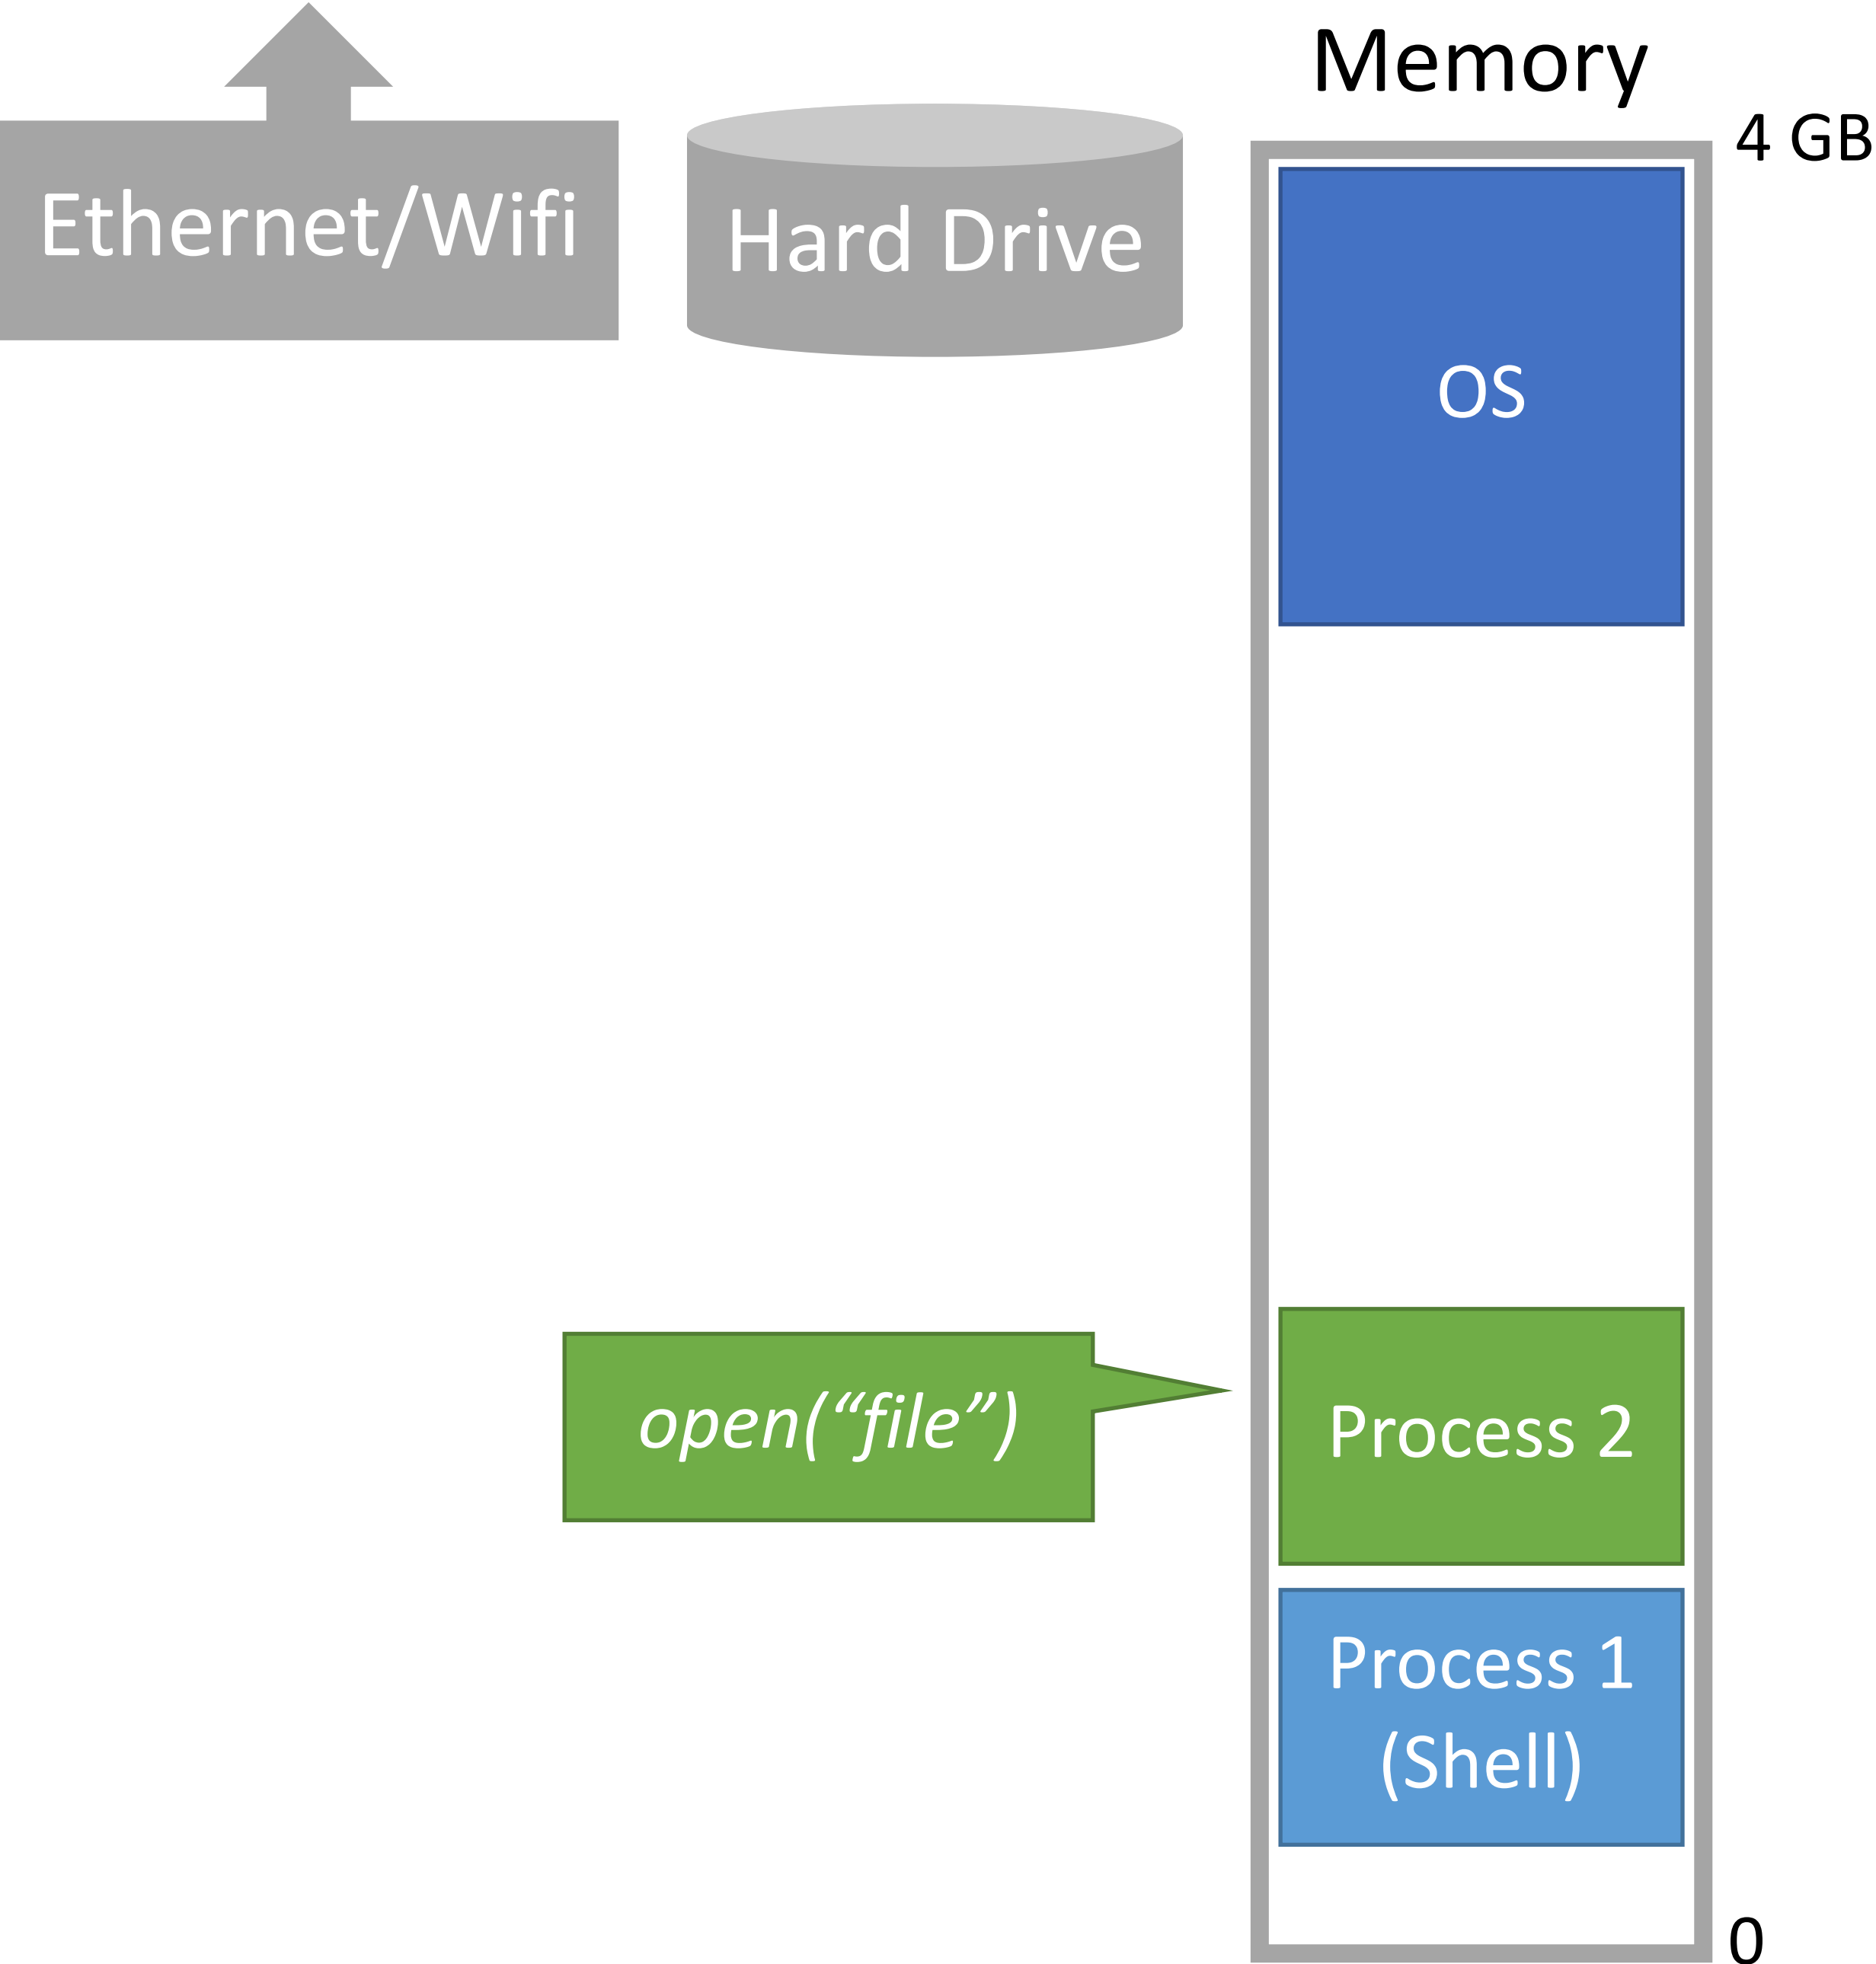 Memory
4 GB
Ethernet/Wifi
Hard Drive
OS
open(“file”)
Process 2
Process 1
(Shell)
0